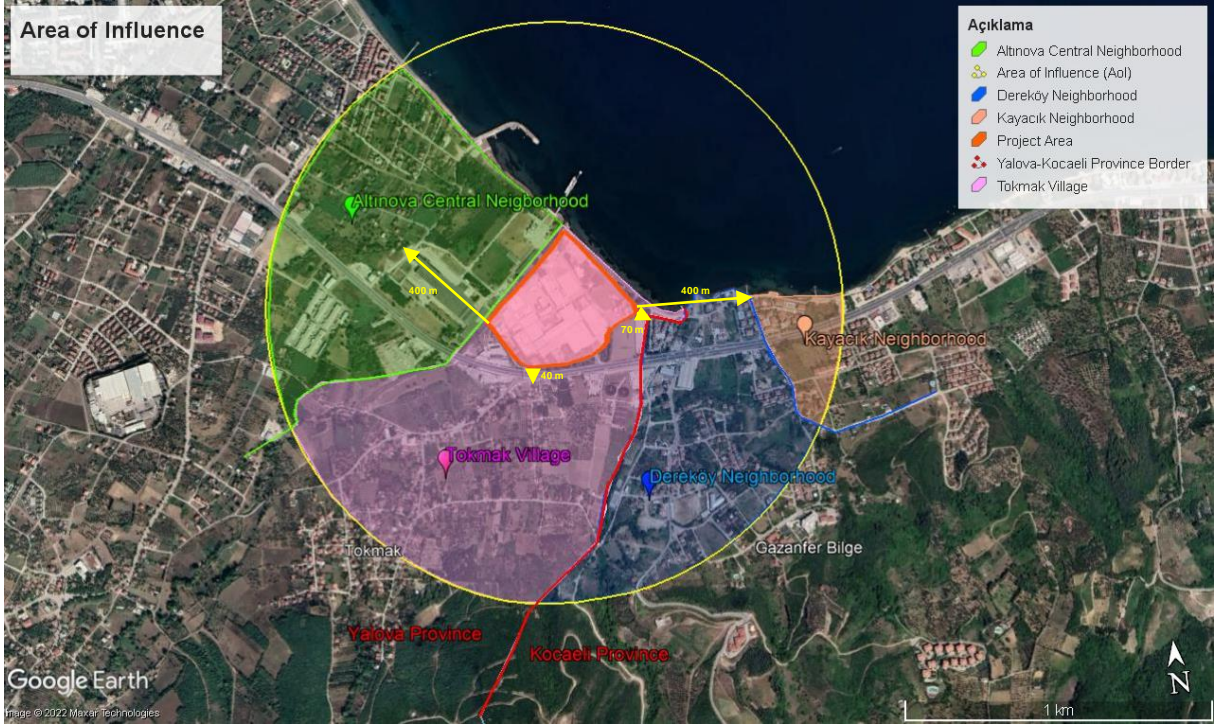 Area of Influence
Açıklama
Altınova Central Neighborhood
Area of Influence (AoI)
Dereköy Neighborhood
Kayacık Neighborhood
Project Area
Yalova-Kocaeli Province Border
Tokmak Village
Altınova Central Neigborhood
400 m
400 m
70 m
Kayacık Neighborhood
40 m
Tokmak Village
Dereköy Neighborhood
Tokmak
Gazanfer Bilge
Yalova Province
Kocaeli Province
Google Earth
mage © 2022 Maxar Technologies
1 km
N